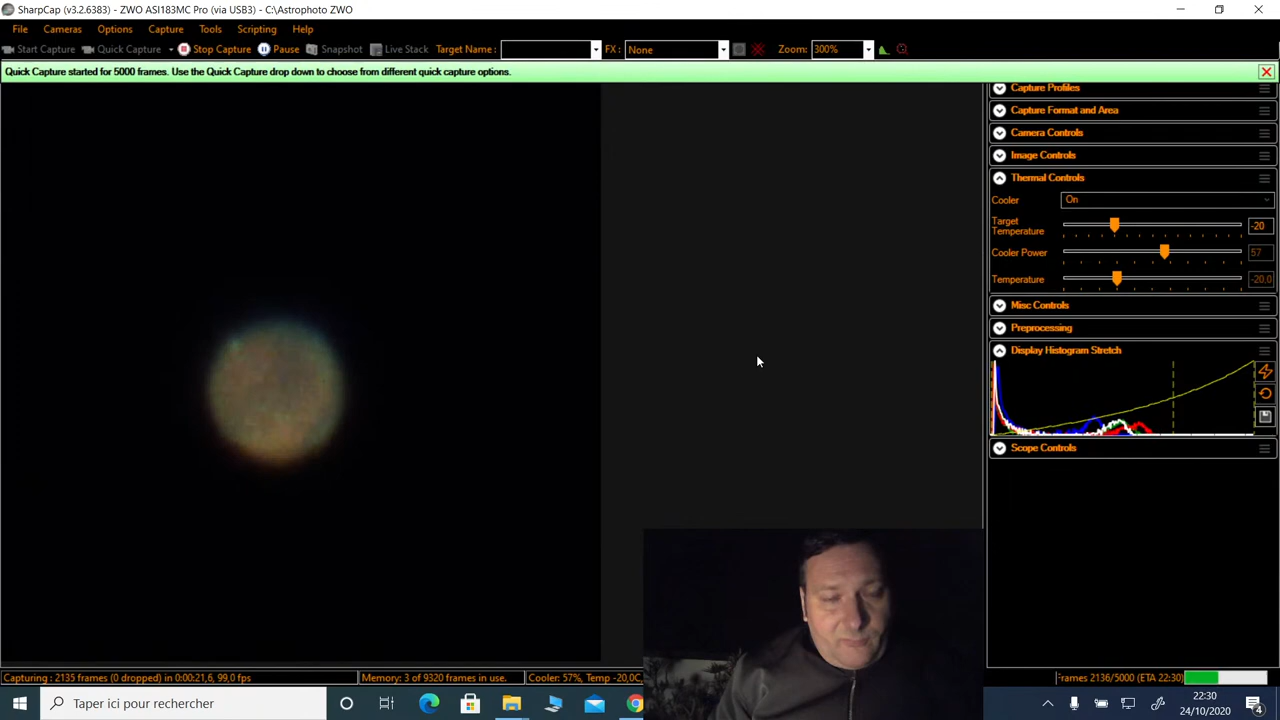 SharpCap (v3.2.6383) - ZWO ASI183MC Pro (via USB3) - C:\Astrophoto ZWO
File Cameras Options Capture Tools Scripting Help
Start Capture Quick Capture Stop Capture Pause Snapshot Live Stack Target Name : FX : None Zoom: 300%
Quick Capture started for 5000 frames. Use the Quick Capture drop down to choose from different quick capture options.
Capture Profiles
Capture Format and Area
Camera Controls
Image Controls
Thermal Controls
Cooler On
Target
Temperature -20
Cooler Power 57
Temperature -20,0
Misc Controls
Preprocessing
Display Histogram Stretch
Scope Controls
Capturing : 2135 frames (0 dropped) in 0:00:21,6, 99,0 fps Memory: 3 of 9320 frames in use. Cooler: 57%, Temp -20,0C, Frames 2136/5000 (ETA 22:30)
Taper ici pour rechercher
22:30
24/10/2020
4